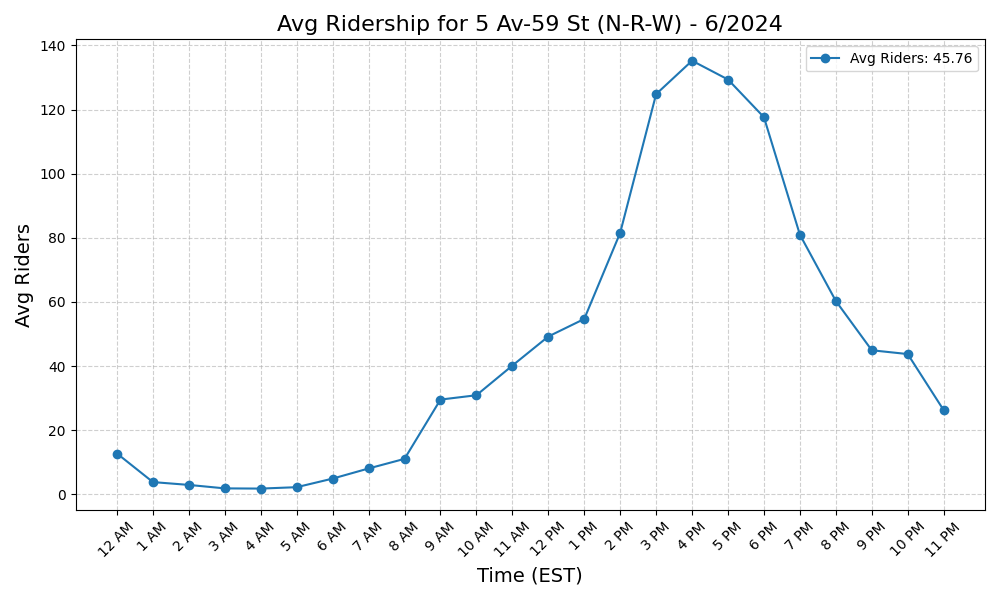 Avg Ridership for 5 Av-59 St (N-R-W) - 6/2024
Avg Riders: 45.76
Avg Riders
140
120
100
80
60
40
20
0
12 AM
1 AM
2 AM
3 AM
4 AM
5 AM
6 AM
7 AM
8 AM
9 AM
10 AM
11 AM
12 PM
1 PM
2 PM
3 PM
4 PM
5 PM
6 PM
7 PM
8 PM
9 PM
10 PM
11 PM
Time (EST)